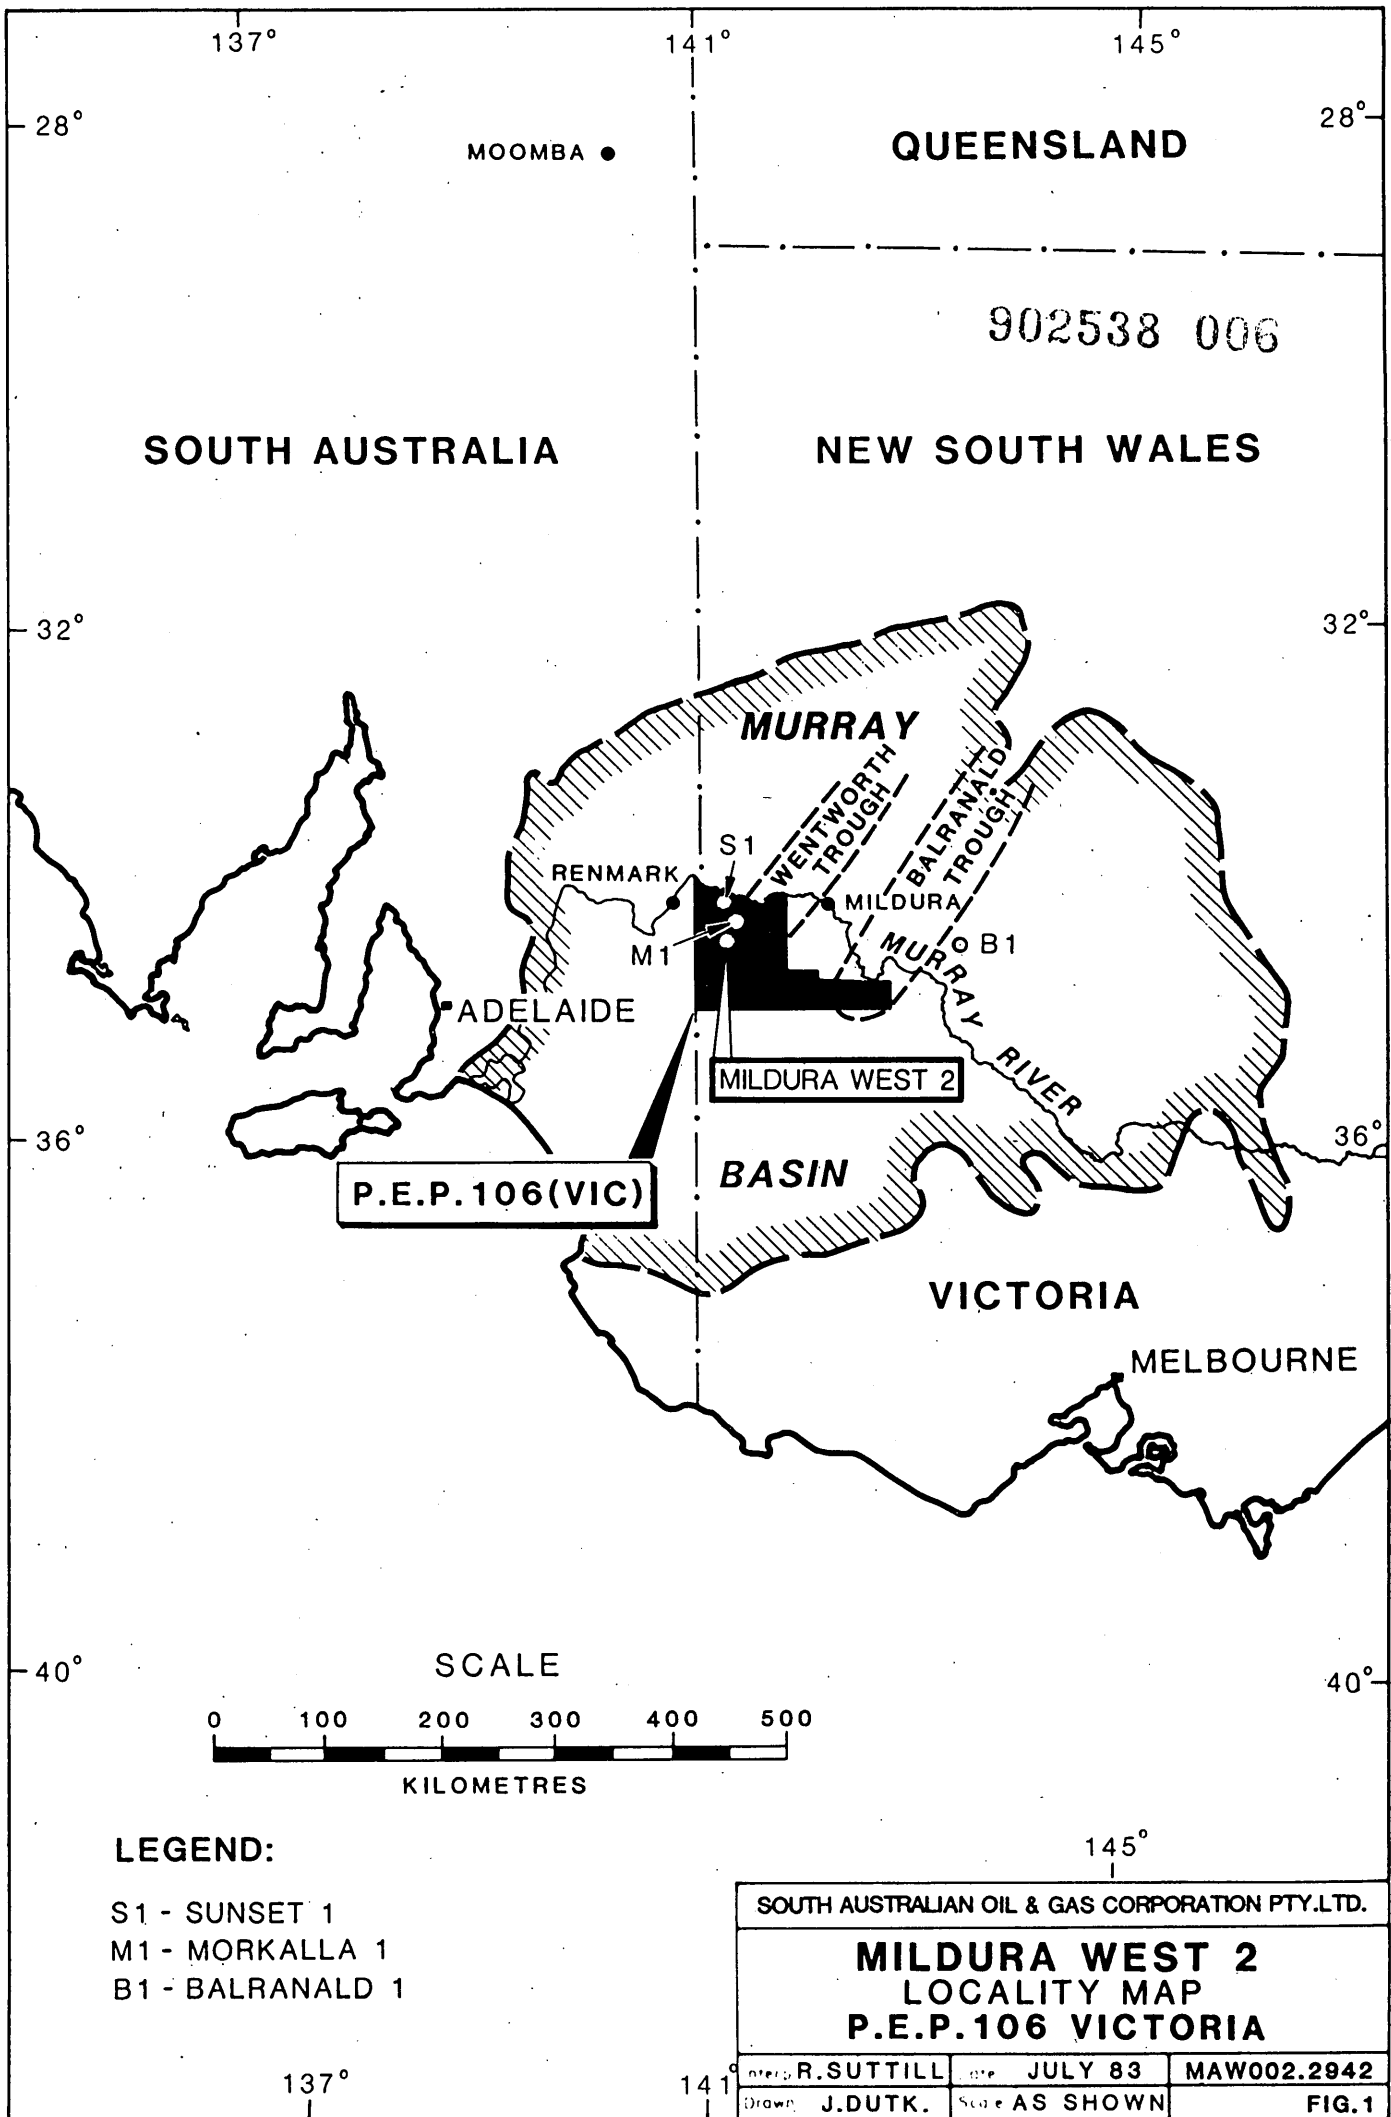 137° 141° 145°
28° 28°
MOOMBA
QUEENSLAND
902538 006
SOUTH AUSTRALIA
NEW SOUTH WALES
32° 32°
MURRAY
WENTWORTH
TROUGH
BALRANALD
TROUGH
S1
RENMARK
MILDURA
M1
B1
MURRAY
RIVER
ADELAIDE
MILDURA WEST 2
36° 36°
BASIN
P.E.P.106(VIC)
VICTORIA
MELBOURNE
40° 40°
SCALE
0 100 200 300 400 500
KILOMETRES
LEGEND:
S1 - SUNSET 1
M1 - MORKALLA 1
B1 - BALRANALD 1
145°
SOUTH AUSTRALIAN OIL & GAS CORPORATION PTY.LTD.
MILDURA WEST 2
LOCALITY MAP
P.E.P.106 VICTORIA
R.SUTTILL JULY 83 MAW002.2942
Drawn J.DUTK. Scale AS SHOWN FIG.1
137° 141°